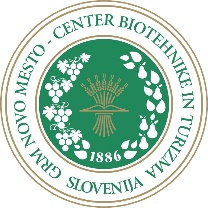 GRM NOVO MESTO - CENTER BIOTEHNIKE IN TURIZMA
SLOVENIJA
1886